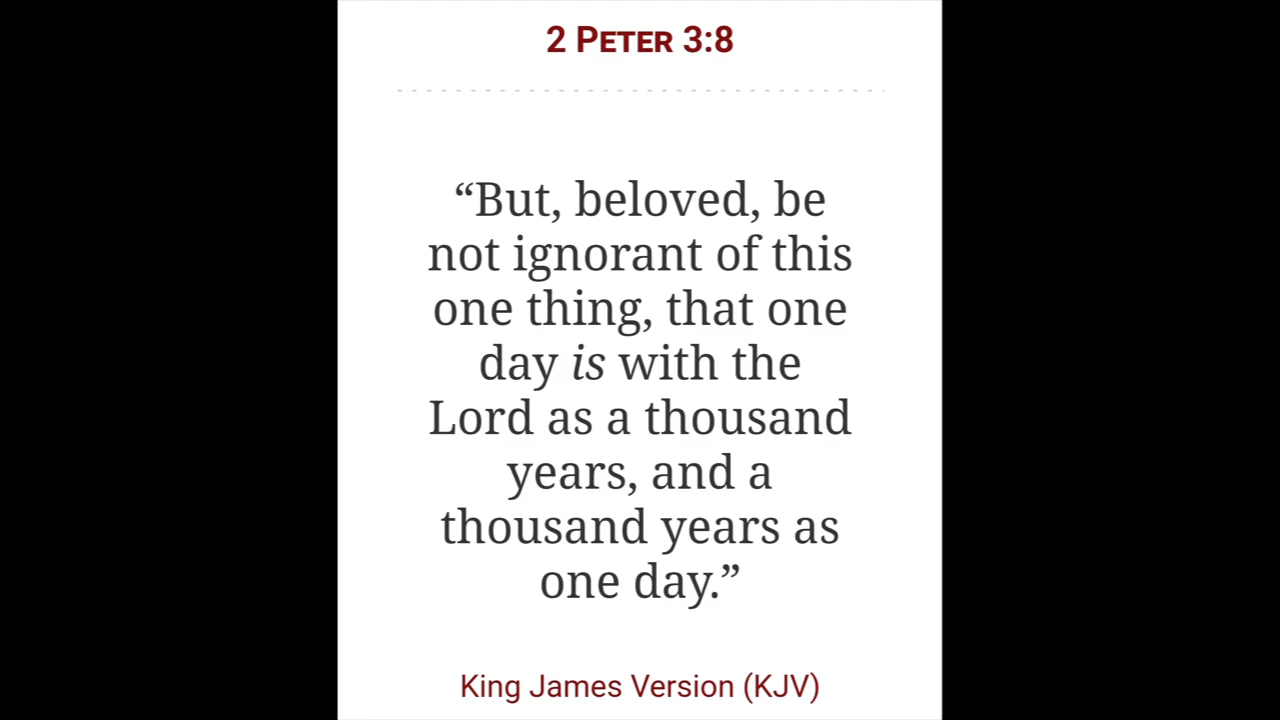 2 Peter 3:8
“But, beloved, be
not ignorant of this
one thing, that one
day is with the
Lord as a thousand
years, and a
thousand years as
one day.”
King James Version (KJV)